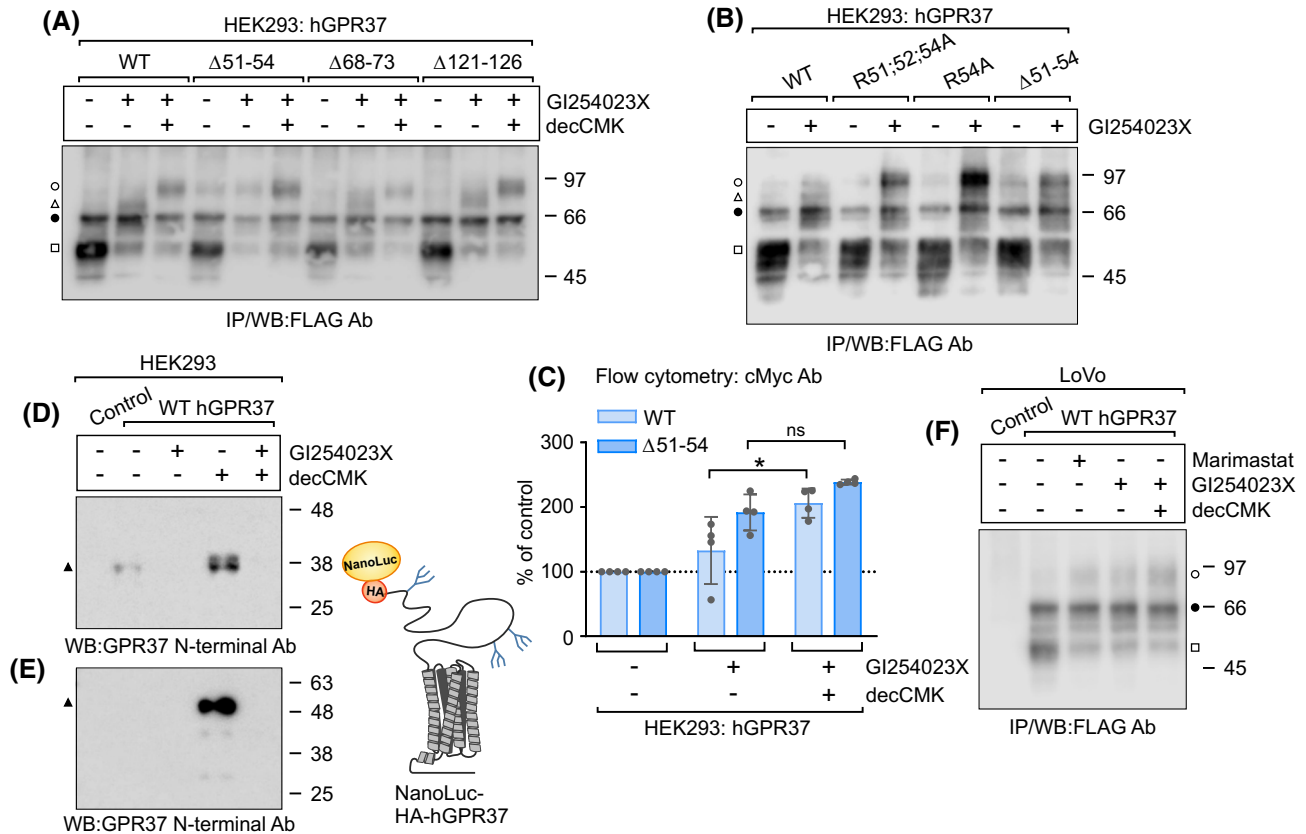 (A)
HEK293: hGPR37
WT Δ51-54 Δ68-73 Δ121-126
- + + - + + - + + - + + GI254023X
- - + - - + - - + - - + decCMK
97
66
45
IP/WB:FLAG Ab
(B)
HEK293: hGPR37
WT R51;52;54A R54A Δ51-54
- + - + - + - + GI254023X
97
66
45
IP/WB:FLAG Ab
(C) Flow cytometry: cMyc Ab
WT
Δ51-54
ns
*
% of control
300
200
100
0
- + + GI254023X
- - + decCMK
HEK293: hGPR37
(D)
HEK293
Control WT hGPR37
- - + - + GI254023X
- - - + + decCMK
48
38
25
WB:GPR37 N-terminal Ab
(E)
63
48
38
25
WB:GPR37 N-terminal Ab
NanoLuc
HA
NanoLuc-
HA-hGPR37
(F)
LoVo
Control WT hGPR37
- - + - - Marimastat
- - - + + GI254023X
- - - - + decCMK
97
66
45
IP/WB:FLAG Ab